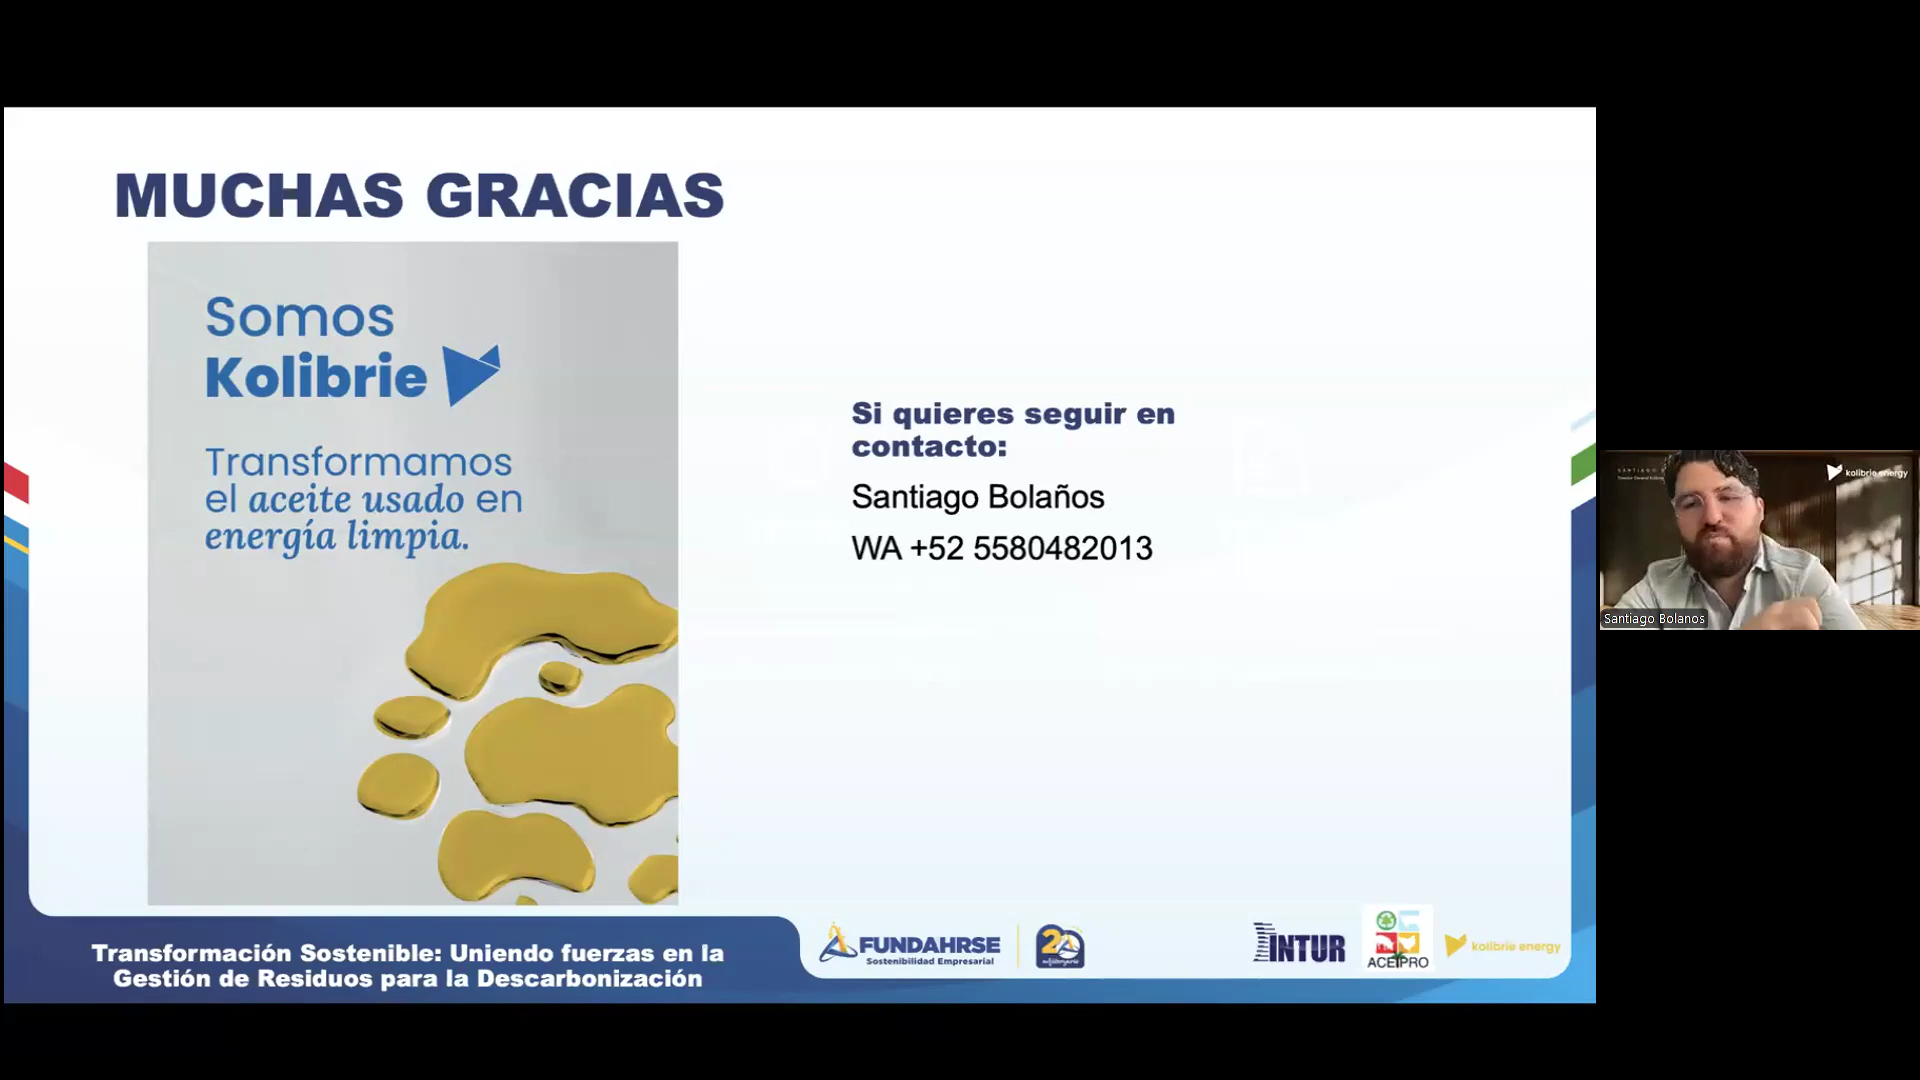 MUCHAS GRACIAS
Somos
Kolibrie
Transformamos
el aceite usado en
energía limpia.
Si quieres seguir en
contacto:
Santiago Bolaños
WA +52 5580482013
Transformación Sostenible: Uniendo fuerzas en la
Gestión de Residuos para la Descarbonización
FUNDAHRSE
Sostenibilidad Empresarial
20
INTUR
ACEYPRO
kolibrie energy
kolibrie energy
Santiago Bolanos